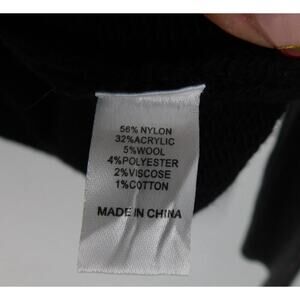 56% NYLON
32%ACRYLIC
5%WOOL
4%POLYESTER
2%VISCOSE
1%COTTON
MADE IN CHINA